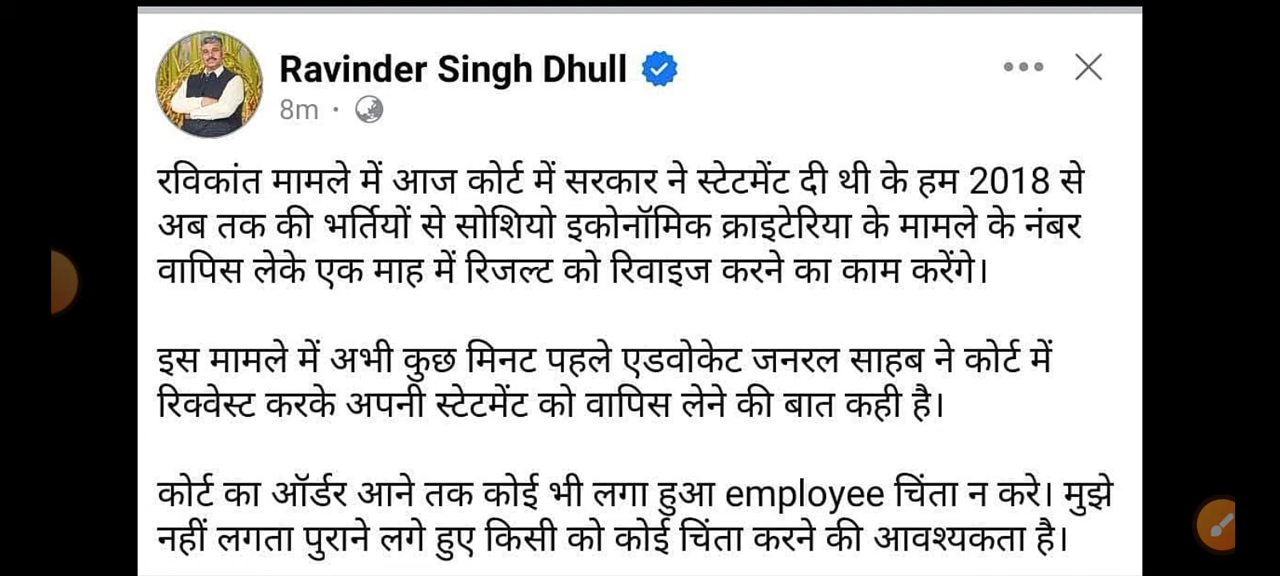 Ravinder Singh Dhull
8m ·
रविकांत मामले में आज कोर्ट में सरकार ने स्टेटमेंट दी थी के हम 2018 से
अब तक की भर्तियों से सोशियो इकोनॉमिक क्राइटेरिया के मामले के नंबर
वापिस लेके एक माह में रिजल्ट को रिवाइज करने का काम करेंगे।
इस मामले में अभी कुछ मिनट पहले एडवोकेट जनरल साहब ने कोर्ट में
रिक्वेस्ट करके अपनी स्टेटमेंट को वापिस लेने की बात कही है।
कोर्ट का ऑर्डर आने तक कोई भी लगा हुआ employee चिंता न करे। मुझे
नहीं लगता पुराने लगे हुए किसी को कोई चिंता करने की आवश्यकता है।